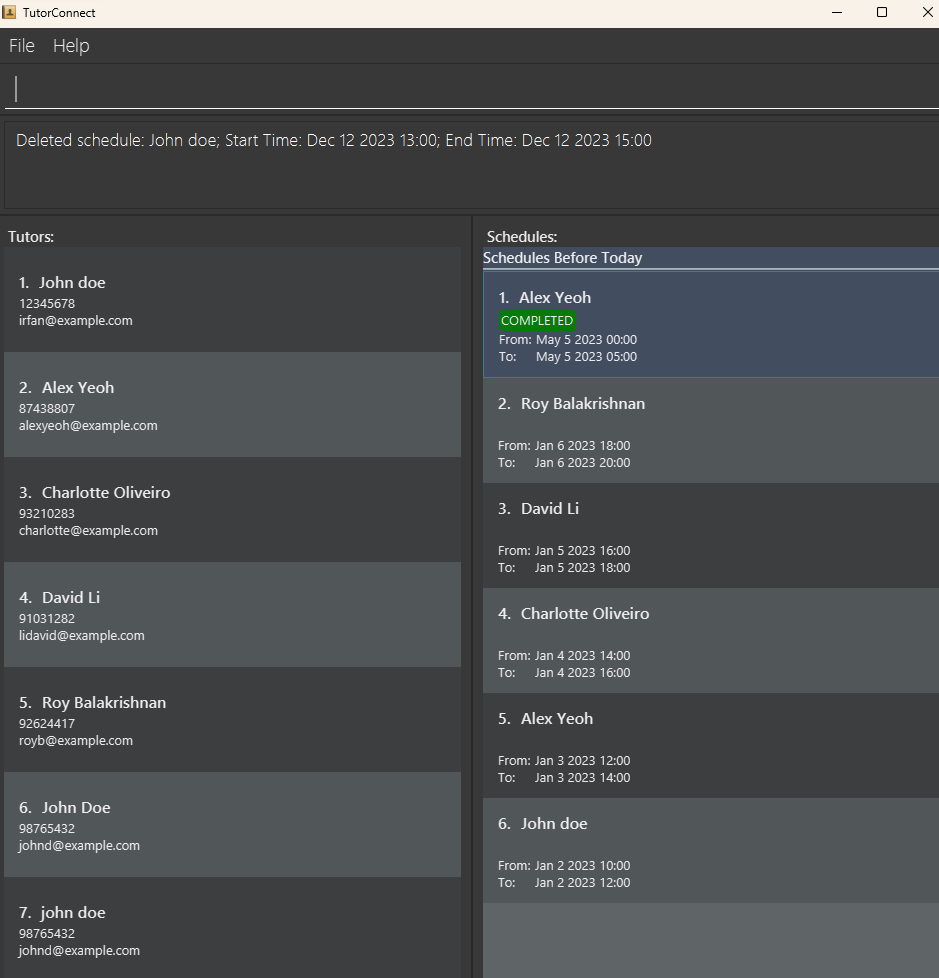 TutorConnect
File Help
Deleted schedule: John doe; Start Time: Dec 12 2023 13:00; End Time: Dec 12 2023 15:00
Tutors:
1. John doe
12345678
irfan@example.com
2. Alex Yeoh
87438807
alexyeoh@example.com
3. Charlotte Oliveiro
93210283
charlotte@example.com
4. David Li
91031282
lidavid@example.com
5. Roy Balakrishnan
92624417
royb@example.com
6. John Doe
98765432
johnd@example.com
7. john doe
98765432
johnd@example.com
Schedules:
Schedules Before Today
1. Alex Yeoh
COMPLETED
From: May 5 2023 00:00
To: May 5 2023 05:00
2. Roy Balakrishnan
From: Jan 6 2023 18:00
To: Jan 6 2023 20:00
3. David Li
From: Jan 5 2023 16:00
To: Jan 5 2023 18:00
4. Charlotte Oliveiro
From: Jan 4 2023 14:00
To: Jan 4 2023 16:00
5. Alex Yeoh
From: Jan 3 2023 12:00
To: Jan 3 2023 14:00
6. John doe
From: Jan 2 2023 10:00
To: Jan 2 2023 12:00